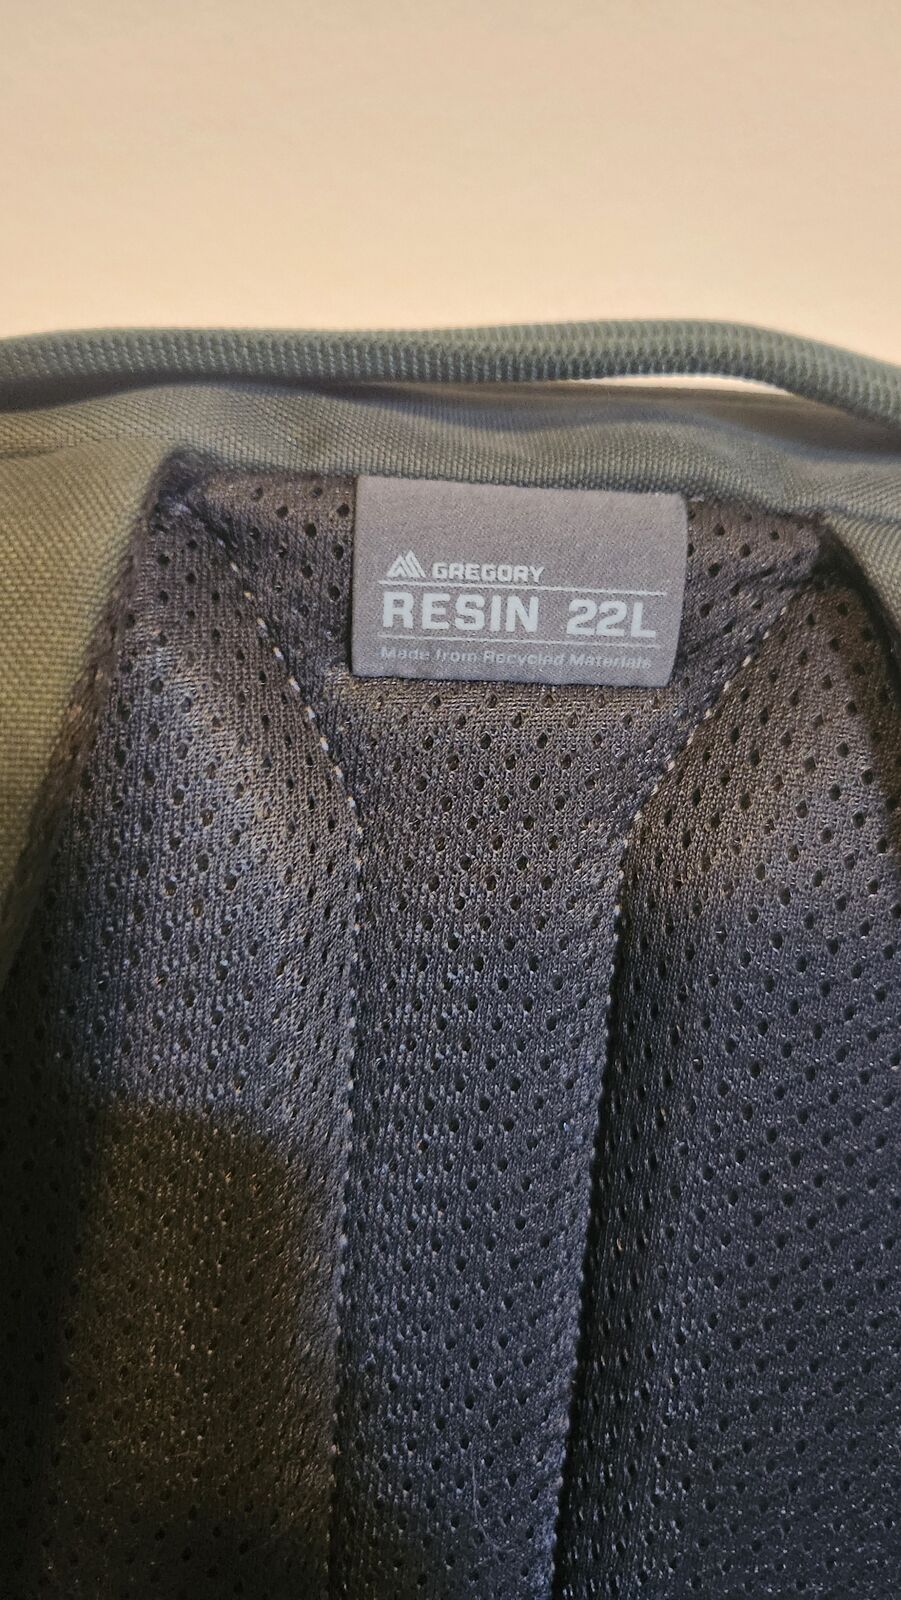 GREGORY
RESIN 22L
Made from Recycled Materials